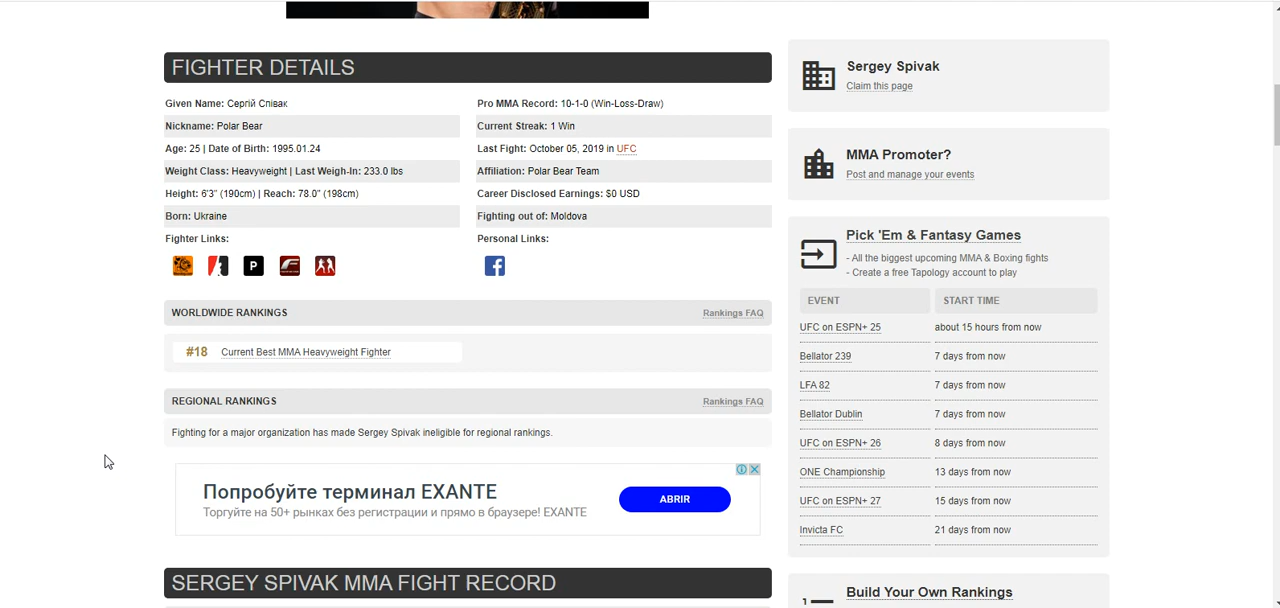 FIGHTER DETAILS
Given Name: Сергій Співак
Nickname: Polar Bear
Age: 25 | Date of Birth: 1995.01.24
Weight Class: Heavyweight | Last Weigh-In: 233.0 lbs
Height: 6'3" (190cm) | Reach: 78.0" (198cm)
Born: Ukraine
Fighter Links:
P
Pro MMA Record: 10-1-0 (Win-Loss-Draw)
Current Streak: 1 Win
Last Fight: October 05, 2019 in UFC
Affiliation: Polar Bear Team
Career Disclosed Earnings: $0 USD
Fighting out of: Moldova
Personal Links:
WORLDWIDE RANKINGS
Rankings FAQ
#18 Current Best MMA Heavyweight Fighter
REGIONAL RANKINGS
Rankings FAQ
Fighting for a major organization has made Sergey Spivak ineligible for regional rankings.
Попробуйте терминал EXANTE
Торгуйте на 50+ рынках без регистрации и прямо в браузере! EXANTE
ABRIR
SERGEY SPIVAK MMA FIGHT RECORD
Sergey Spivak
Claim this page
MMA Promoter?
Post and manage your events
Pick 'Em & Fantasy Games
- All the biggest upcoming MMA & Boxing fights
- Create a free Tapology account to play
EVENT START TIME
UFC on ESPN+ 25 about 15 hours from now
Bellator 239 7 days from now
LFA 82 7 days from now
Bellator Dublin 7 days from now
UFC on ESPN+ 26 8 days from now
ONE Championship 13 days from now
UFC on ESPN+ 27 15 days from now
Invicta FC 21 days from now
1
Build Your Own Rankings